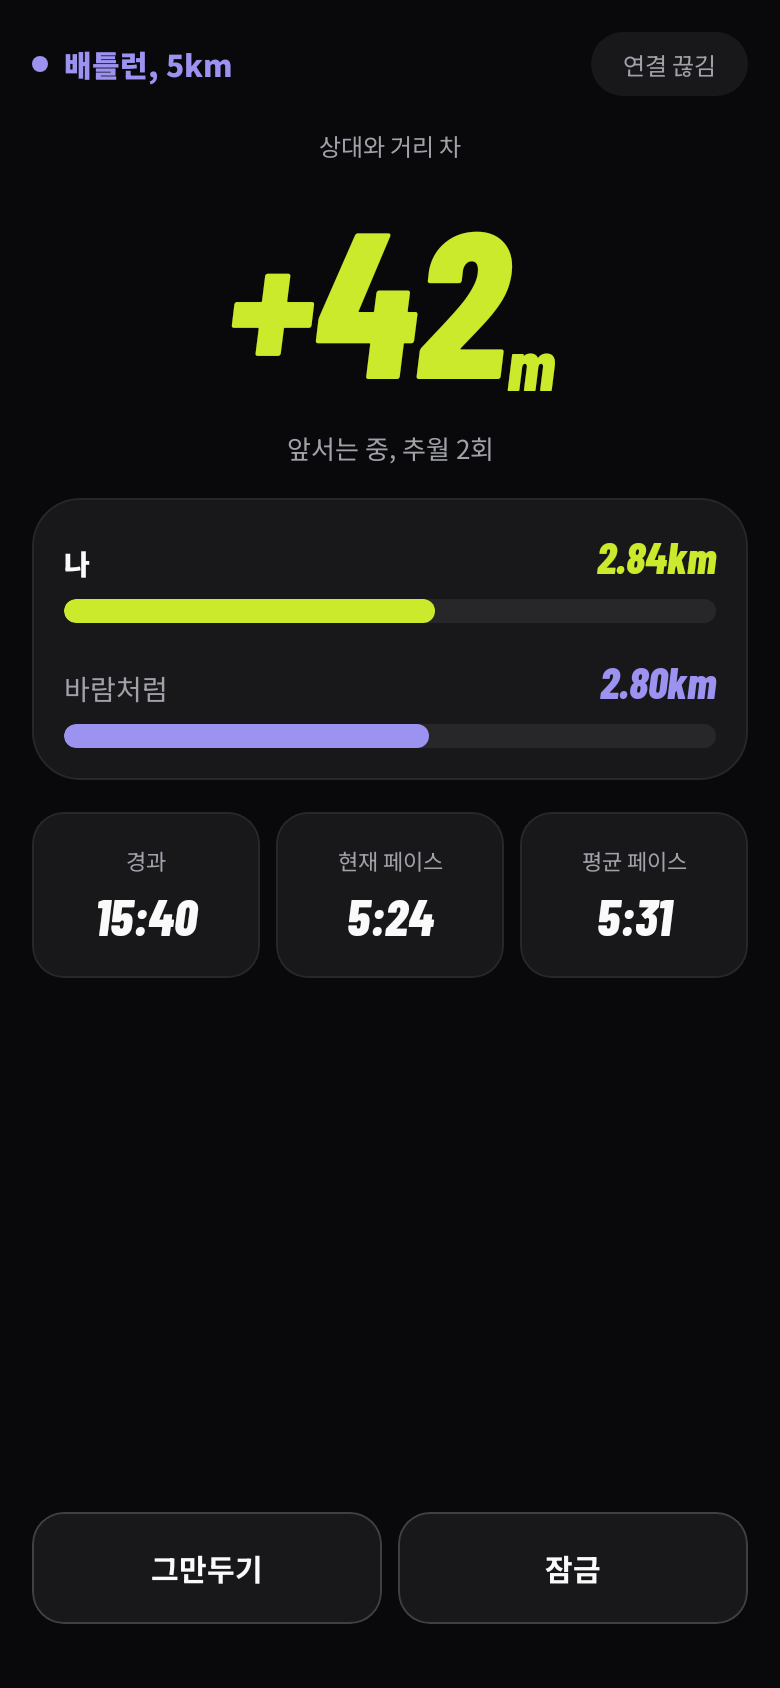 배틀런, 5km
연결 끊김
상대와 거리 차
+42m
앞서는 중, 추월 2회
나 2.84km
바람처럼 2.80km
경과 현재 페이스 평균 페이스
15:40 5:24 5:31
그만두기 잠금